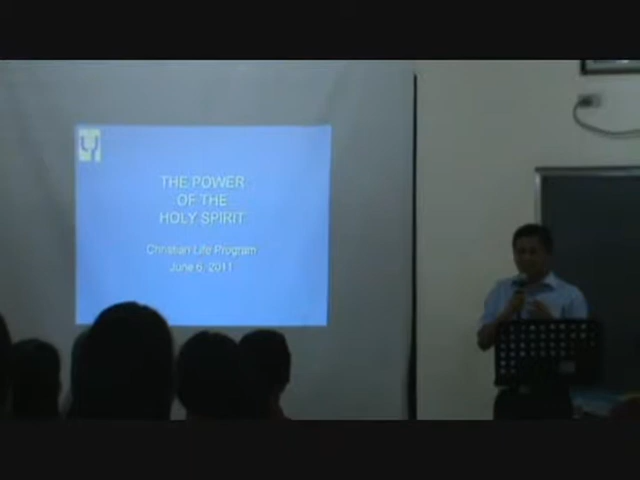 THE POWER
OF THE
HOLY SPIRIT
Christian Life Program
June 6, 2011